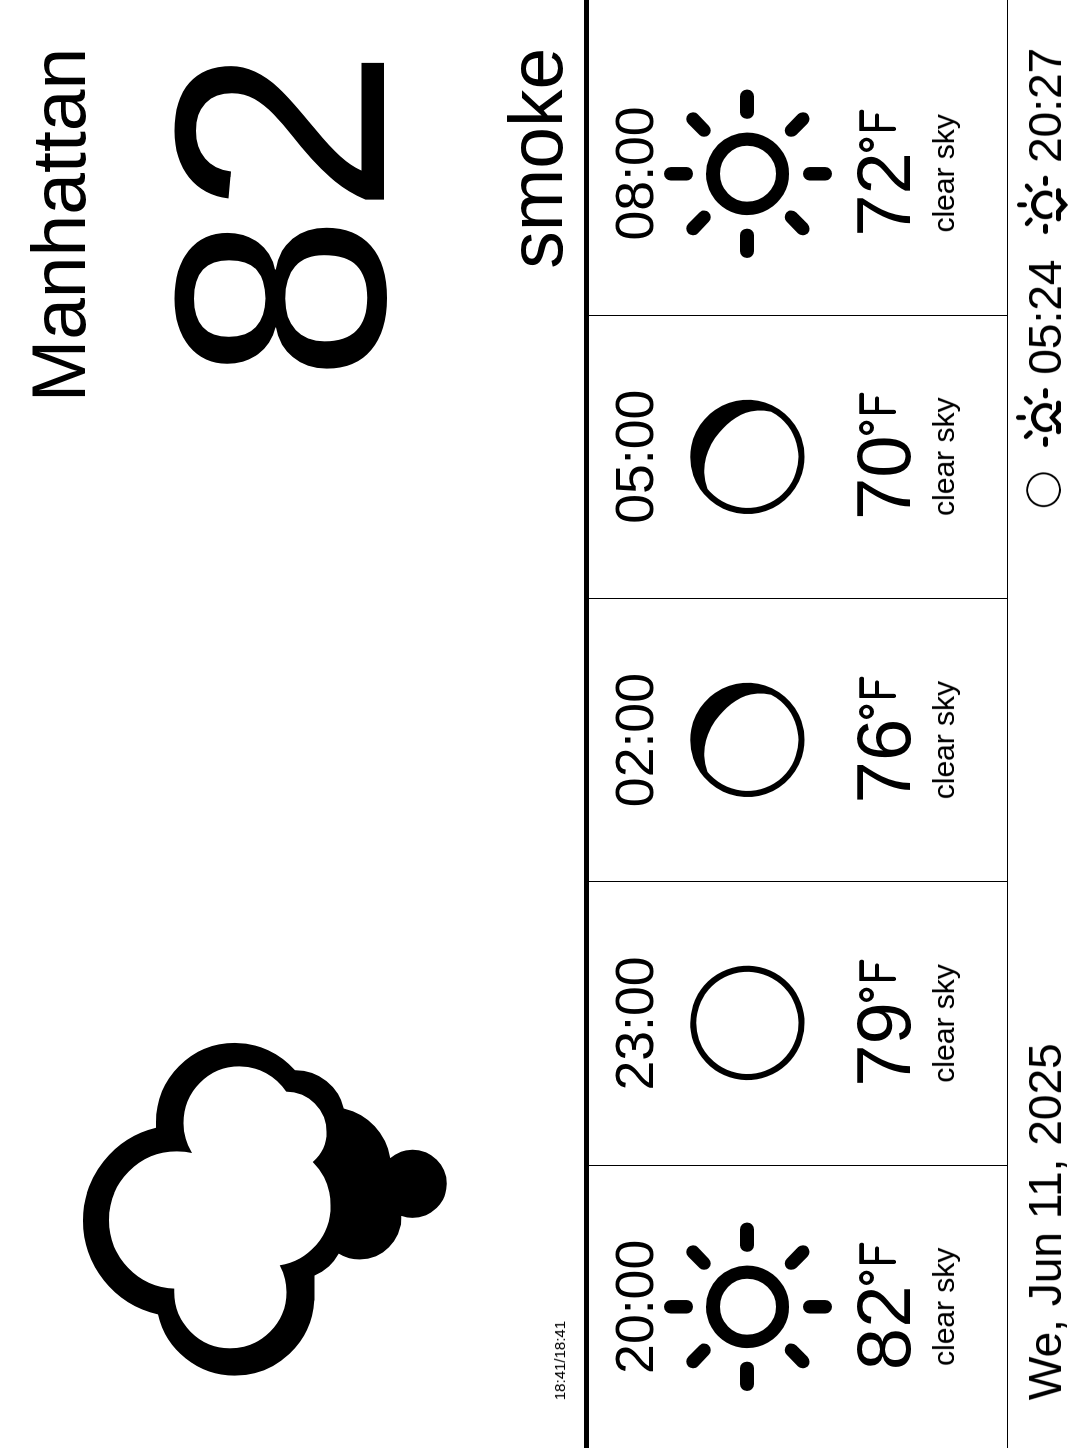 Manhattan
82
smoke
18:41/18:41
20:00
82°F
clear sky
23:00
79°F
clear sky
02:00
76°F
clear sky
05:00
70°F
clear sky
08:00
72°F
clear sky
We, Jun 11, 2025
05:24
20:27